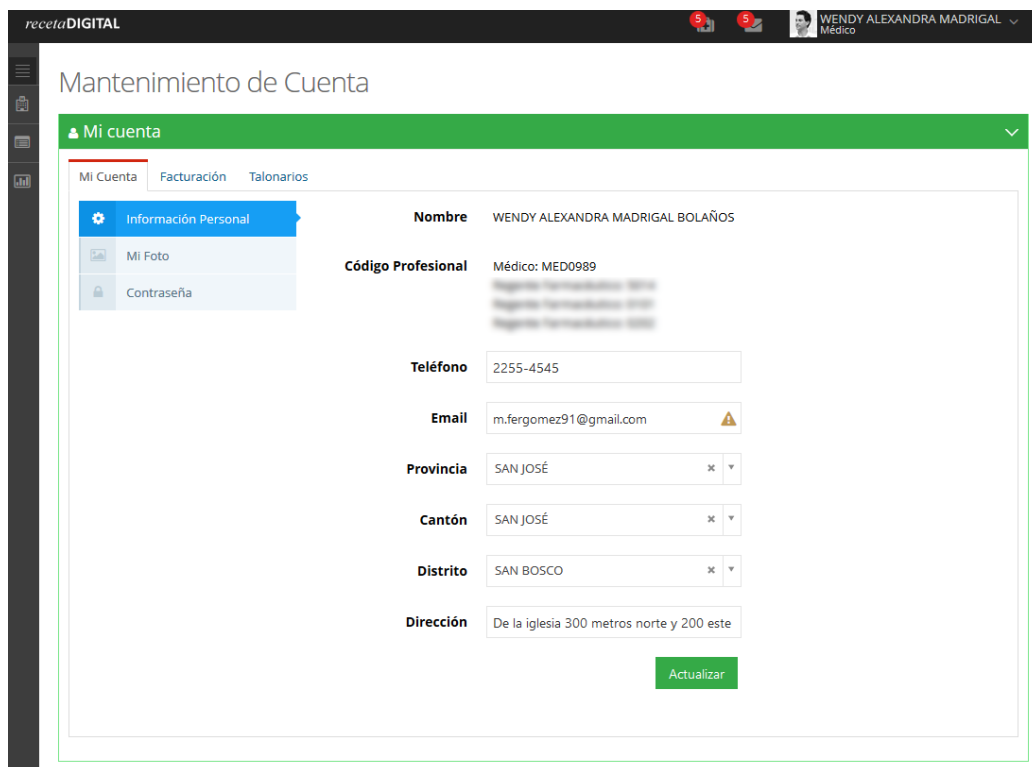 recetaDIGITAL
5
5
WENDY ALEXANDRA MADRIGAL
Médico
Mantenimiento de Cuenta
Mi cuenta
Mi Cuenta Facturación Talonarios
Información Personal
Mi Foto
Contraseña
Nombre WENDY ALEXANDRA MADRIGAL BOLAÑOS
Código Profesional Médico: MED0989
Teléfono 2255-4545
Email m.fergomez91@gmail.com
Provincia SAN JOSÉ
Cantón SAN JOSÉ
Distrito SAN BOSCO
Dirección De la iglesia 300 metros norte y 200 este
Actualizar